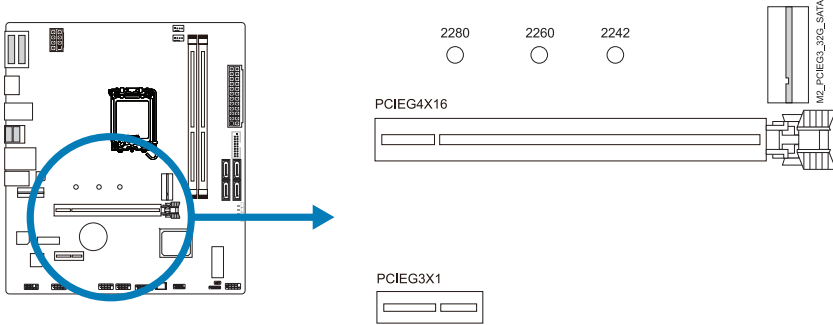 2280 2260 2242
M2_PCIEG3_32G_SATA
PCIEG4X16
PCIEG3X1